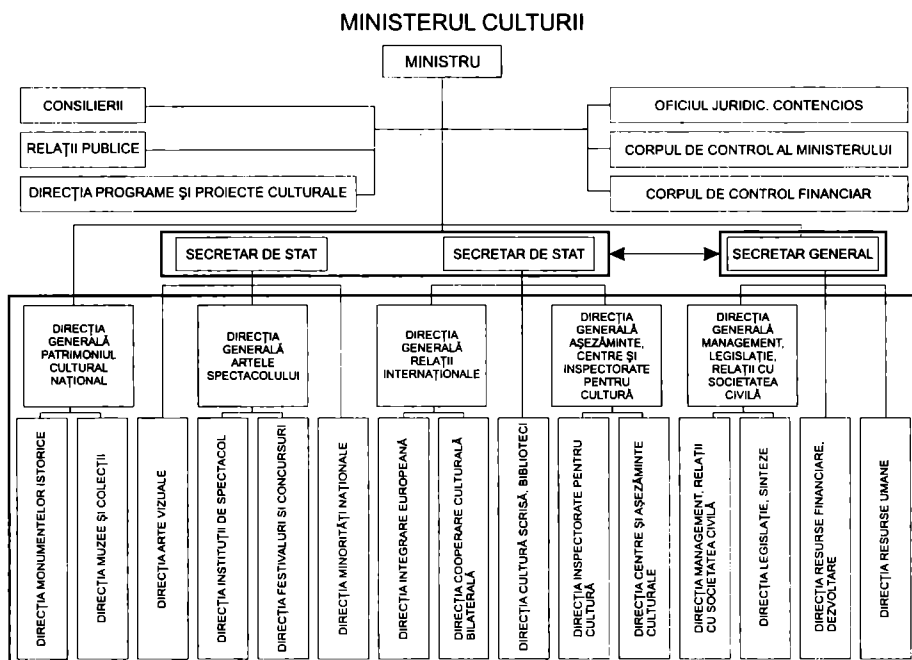 MINISTERUL CULTURII
MINISTRU
CONSILIERII
OFICIUL JURIDIC. CONTENCIOS
RELAȚII PUBLICE
CORPUL DE CONTROL AL MINISTERULUI
DIRECȚIA PROGRAME ȘI PROIECTE CULTURALE
CORPUL DE CONTROL FINANCIAR
SECRETAR DE STAT
SECRETAR DE STAT
SECRETAR GENERAL
DIRECȚIA
GENERALĂ
PATRIMONIUL
CULTURAL
NAȚIONAL
DIRECȚIA
GENERALĂ
ARTELE
SPECTACOLULUI
DIRECȚIA
GENERALĂ
RELAȚII
INTERNAȚIONALE
DIRECȚIA
GENERALĂ
AȘEZĂMINTE,
CENTRE ȘI
INSPECTORATE
PENTRU
CULTURĂ
DIRECȚIA
GENERALĂ
MANAGEMENT,
LEGISLAȚIE,
RELAȚII CU
SOCIETATEA
CIVILĂ
DIRECȚIA MONUMENTELOR ISTORICE
DIRECȚIA MUZEE ȘI COLECȚII
DIRECȚIA ARTE VIZUALE
DIRECȚIA INSTITUȚII DE SPECTACOL
DIRECȚIA FESTIVALURI SI CONCURSURI
DIRECȚIA MINORITĂȚI NAȚIONALE
DIRECȚIA INTEGRARE EUROPEANĂ
DIRECȚIA COOPERARE CULTURALĂ
BILATERALĂ
DIRECȚIA CULTURĂ SCRISĂ, BIBLIOTECI
DIRECȚIA INSPECTORATE PENTRU
CULTURĂ
DIRECȚIA CENTRE ȘI AȘEZĂMINTE
CULTURALE
DIRECȚIA MANAGEMENT, RELAȚII
CU SOCIETATEA CIVILĂ
DIRECȚIA LEGISLAȚIE, SINTEZE
DIRECȚIA RESURSE FINANCIARE,
DEZVOLTARE
DIRECȚIA RESURSE UMANE